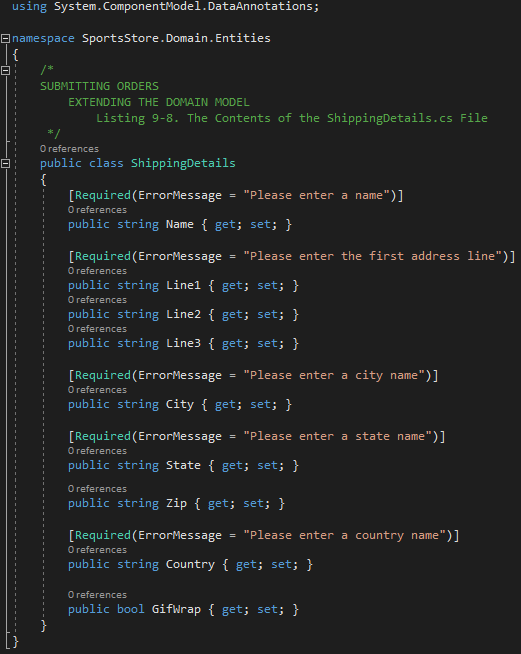 using System.ComponentModel.DataAnnotations;
namespace SportsStore.Domain.Entities
{
/*
SUBMITTING ORDERS
EXTENDING THE DOMAIN MODEL
Listing 9-8. The Contents of the ShippingDetails.cs File
*/
0 references
public class ShippingDetails
{
[Required(ErrorMessage = "Please enter a name")]
0 references
public string Name { get; set; }
[Required(ErrorMessage = "Please enter the first address line")]
0 references
public string Line1 { get; set; }
0 references
public string Line2 { get; set; }
0 references
public string Line3 { get; set; }
[Required(ErrorMessage = "Please enter a city name")]
0 references
public string City { get; set; }
[Required(ErrorMessage = "Please enter a state name")]
0 references
public string State { get; set; }
0 references
public string Zip { get; set; }
[Required(ErrorMessage = "Please enter a country name")]
0 references
public string Country { get; set; }
0 references
public bool GifWrap { get; set; }
}
}